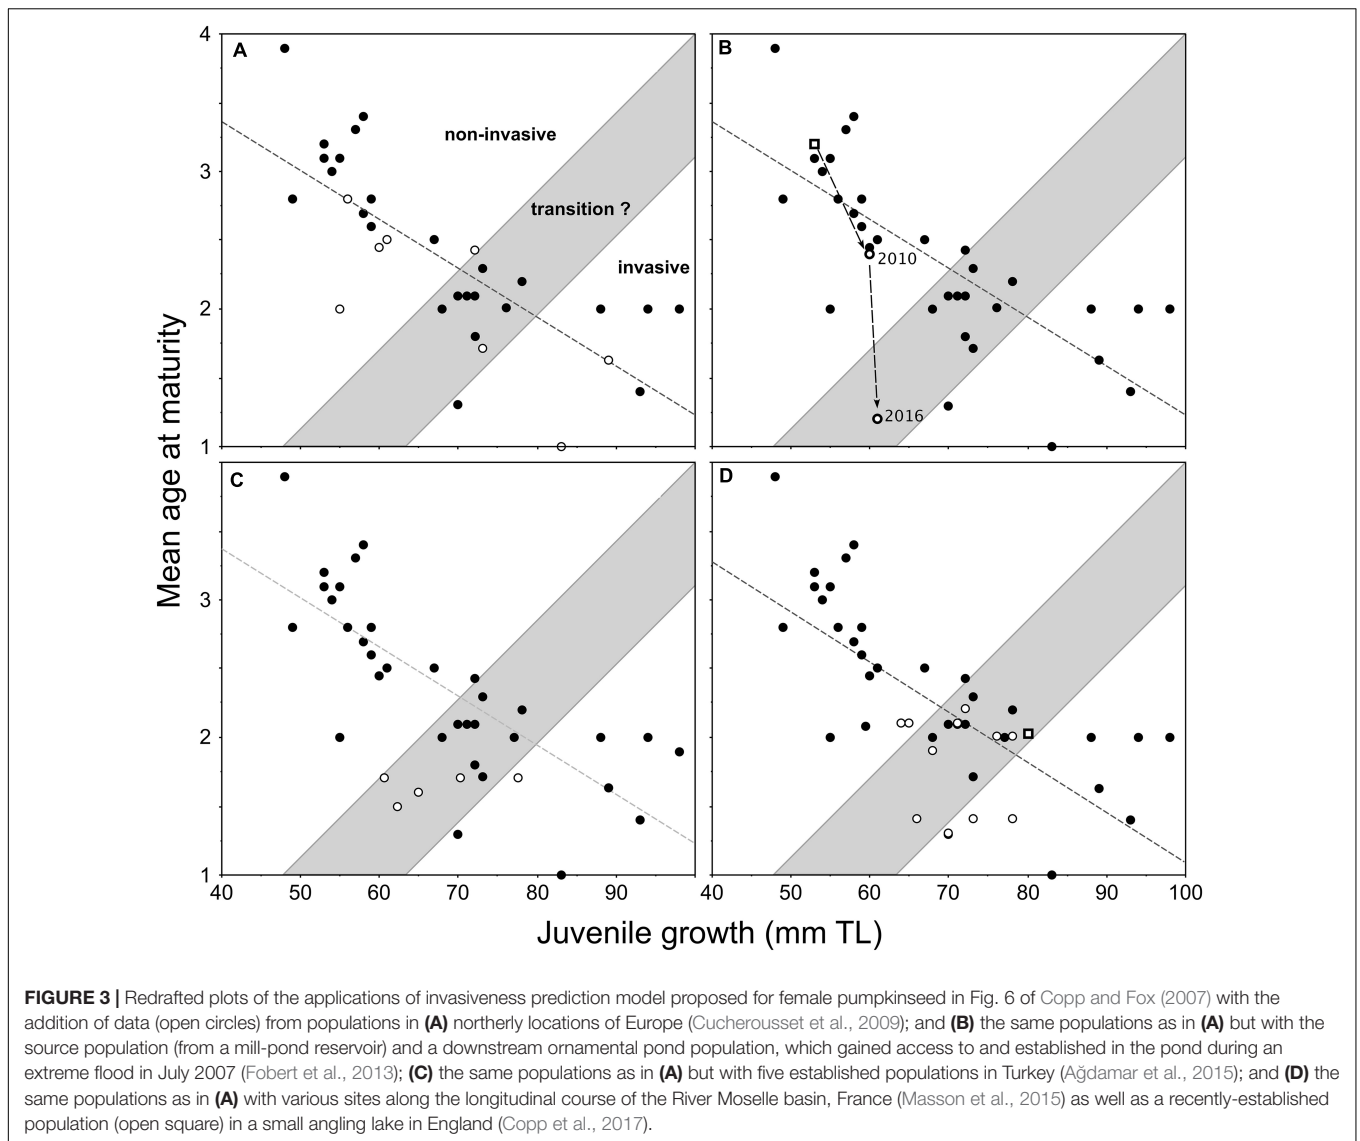 A
B
4
3
2
1
non-invasive
transition ?
invasive
2010
2016
C
D
3
2
1
40
50
60
70
80
90
40
50
60
70
80
90
100
Mean age at maturity
Juvenile growth (mm TL)
FIGURE 3 | Redrafted plots of the applications of invasiveness prediction model proposed for female pumpkinseed in Fig. 6 of Copp and Fox (2007) with the
addition of data (open circles) from populations in (A) northerly locations of Europe (Cucherousset et al., 2009); and (B) the same populations as in (A) but with the
source population (from a mill-pond reservoir) and a downstream ornamental pond population, which gained access to and established in the pond during an
extreme flood in July 2007 (Fobert et al., 2013); (C) the same populations as in (A) but with five established populations in Turkey (Ağdamar et al., 2015); and (D) the
same populations as in (A) with various sites along the longitudinal course of the River Moselle basin, France (Masson et al., 2015) as well as a recently-established
population (open square) in a small angling lake in England (Copp et al., 2017).